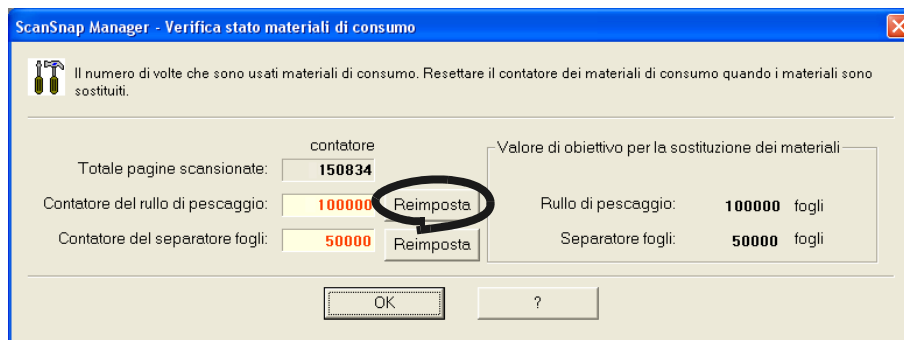 ScanSnap Manager - Verifica stato materiali di consumo
Il numero di volte che sono usati materiali di consumo. Resettare il contatore dei materiali di consumo quando i materiali sono
sostituiti.
contatore
Totale pagine scansionate: 150834
Contatore del rullo di pescaggio: 100000 Reimposta
Contatore del separatore fogli: 50000 Reimposta
Valore di obiettivo per la sostituzione dei materiali
Rullo di pescaggio: 100000 fogli
Separatore fogli: 50000 fogli
OK ?